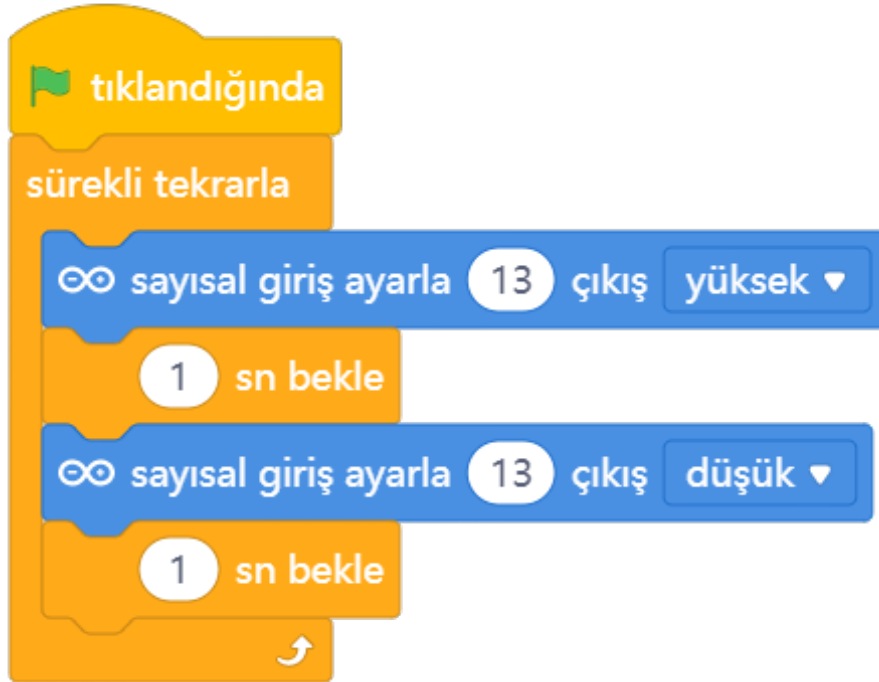 tıklandığında
sürekli tekrarla
sayısal giriş ayarla 13 çıkış yüksek
1 sn bekle
sayısal giriş ayarla 13 çıkış düşük
1 sn bekle